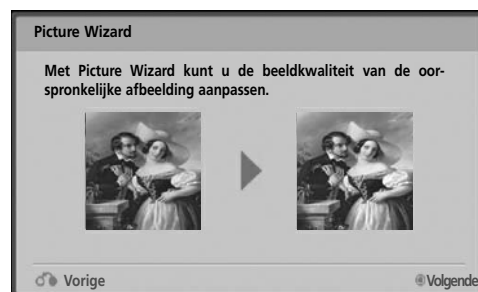 Picture Wizard
Met Picture Wizard kunt u de beeldkwaliteit van de oor-
spronkelijke afbeelding aanpassen.
Vorige
Volgende